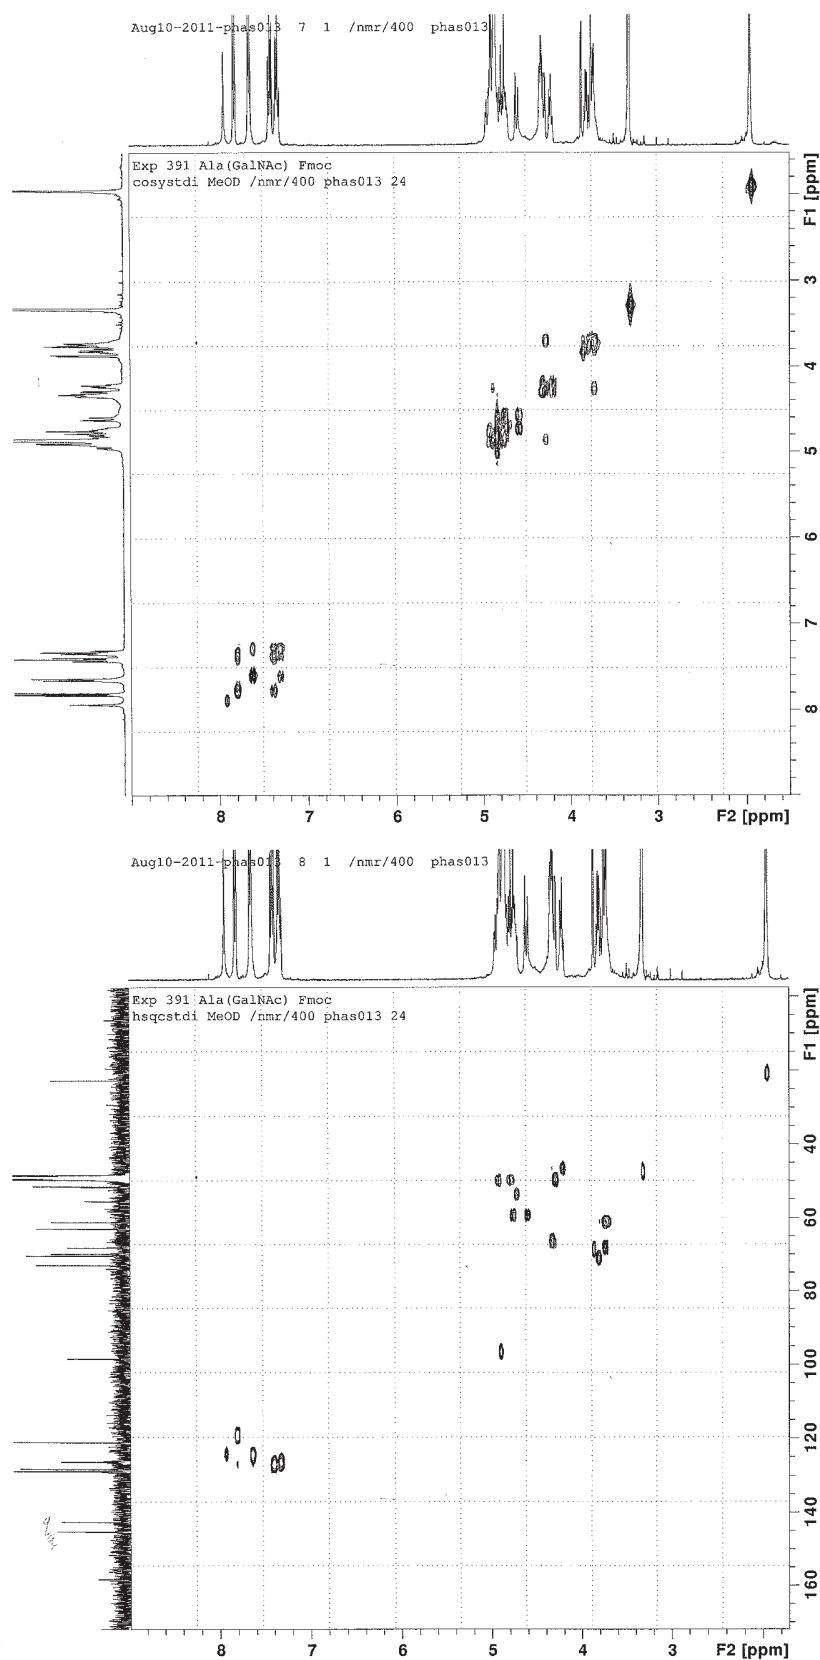 Aug10-2011-phas013 7 1 /nmr/400 phas013
Exp 391 Ala(GalNAc) Fmoc
cosystdi MeOD /nmr/400 phas013 24
F1 [ppm]
3
4
5
6
7
8
8 7 6 5 4 3 F2 [ppm]
Aug10-2011-phas013 8 1 /nmr/400 phas013
Exp 391 Ala(GalNAc) Fmoc
hsqcstdi MeOD /nmr/400 phas013 24
F1 [ppm]
40
60
80
100
120
140
160
8 7 6 5 4 3 F2 [ppm]